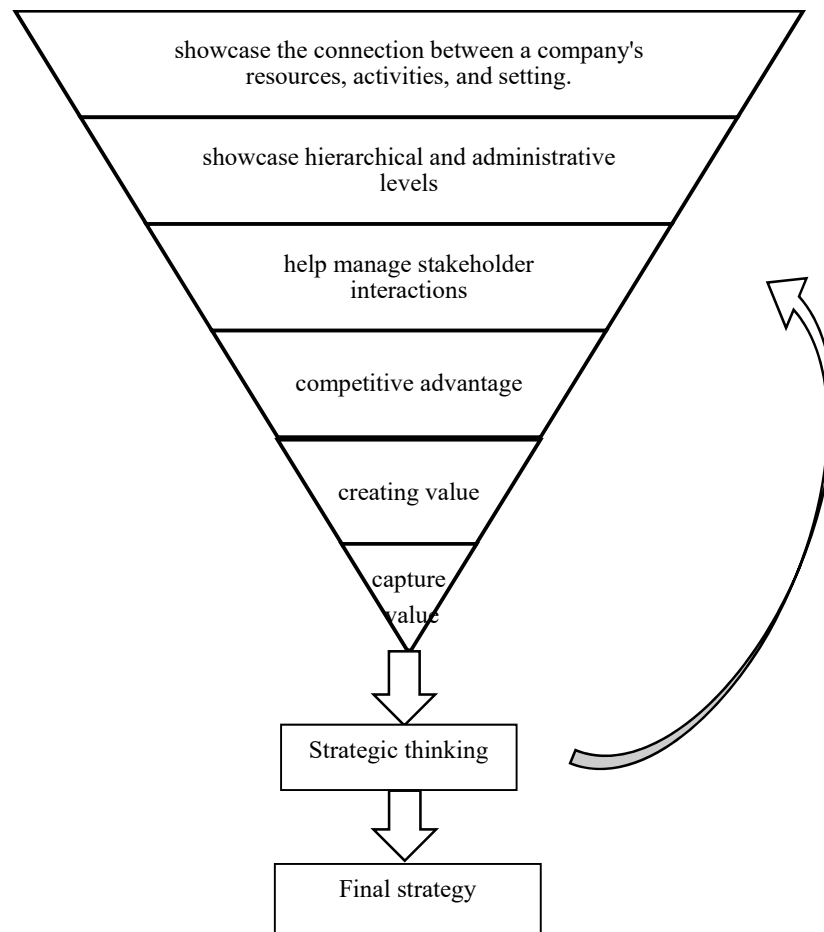 showcase the connection between a company's
resources, activities, and setting.
showcase hierarchical and administrative
levels
help manage stakeholder
interactions
competitive advantage
creating value
capture
value
Strategic thinking
Final strategy